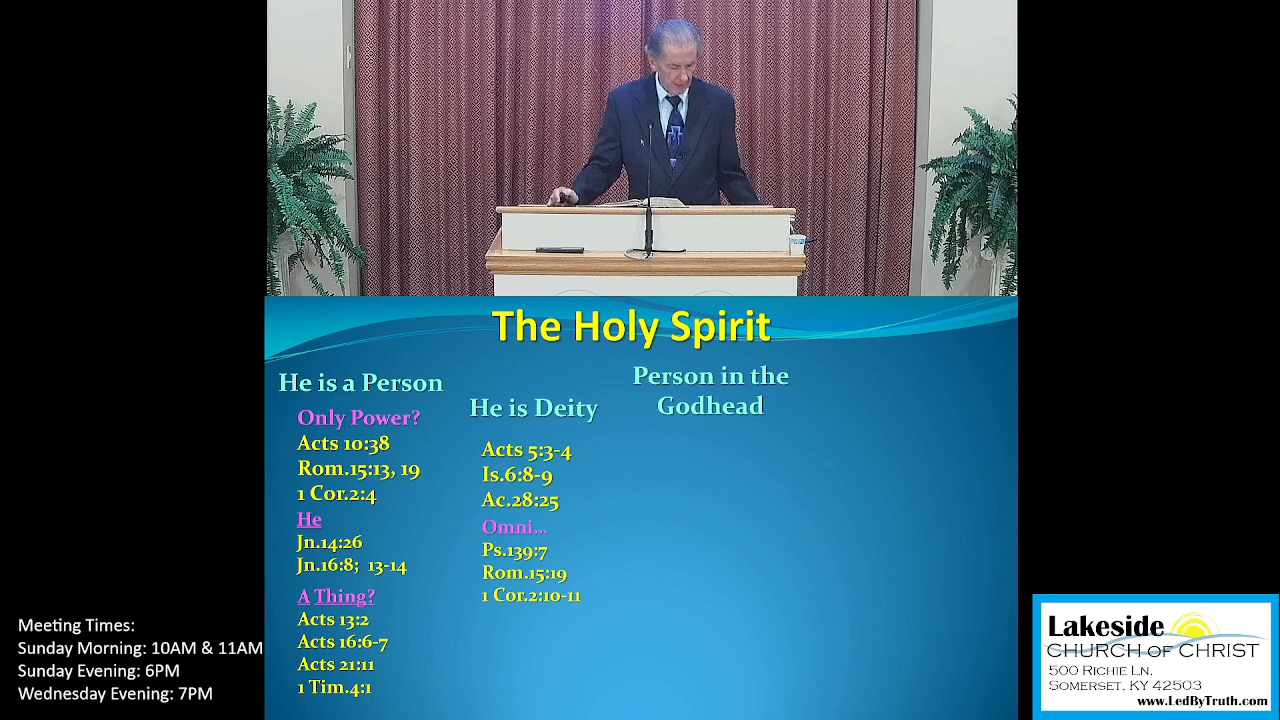 The Holy Spirit
He is a Person
Only Power?
Acts 10:38
Rom.15:13, 19
1 Cor.2:4
He
Jn.14:26
Jn.16:8;  13-14
A Thing?
Acts 13:2
Acts 16:6-7
Acts 21:11
1 Tim.4:1
He is Deity
Acts 5:3-4
Is.6:8-9
Ac.28:25
Omni...
Ps.139:7
Rom.15:19
1 Cor.2:10-11
Person in the
Godhead
Meeting Times:
Sunday Morning: 10AM & 11AM
Sunday Evening: 6PM
Wednesday Evening: 7PM
Lakeside
CHURCH OF CHRIST
500 RICHIE LN.
SOMERSET, KY 42503
www.LedByTruth.com